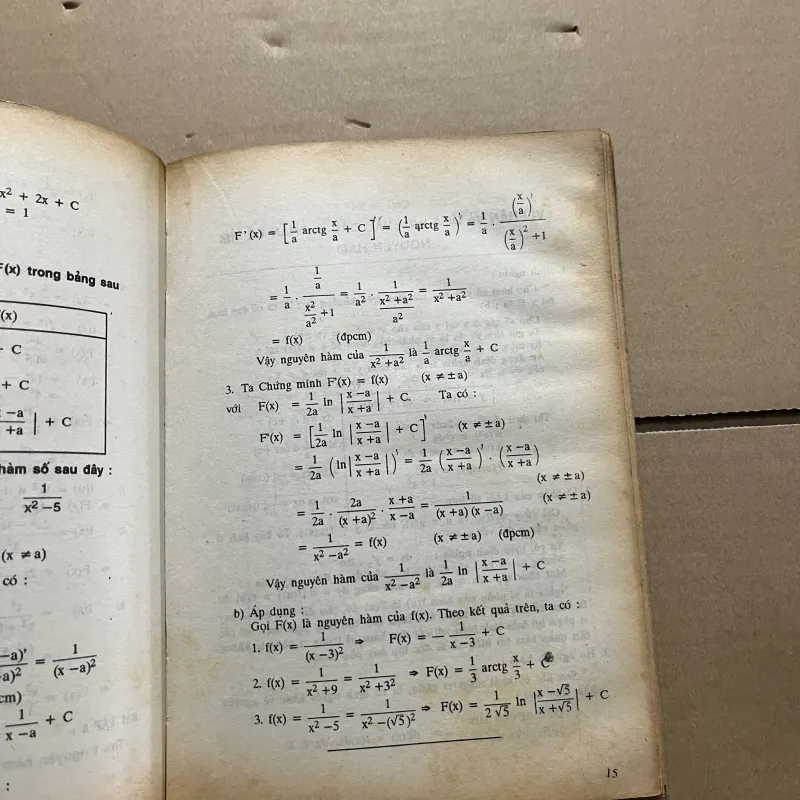 x² + 2x + C
= 1
F(x) trong bảng sau
(x)
+ C
+ C
x −a / +a | + C
hàm số sau đây :
1 / x² −5
(x ≠ a)
có :
−a)' / −a)² = 1 / (x −a)²
cm)
1 / x −a + C
:
F'(x) = [1/a arctg x/a + C]' = (1/a arctg x/a)' = 1/a . (x/a)' / ((x/a)² +1)
= 1/a . (1/a) / (x²/a² +1) = 1/a² . 1 / ((x² +a²)/a²) = 1 / (x² +a²)
= f(x) (đpcm)
Vậy nguyên hàm của 1/(x² +a²) là 1/a arctg x/a + C
3. Ta Chứng minh F'(x) = f(x) (x ≠ ± a)
với F(x) = 1/2a ln |(x −a)/(x +a)| + C. Ta có :
F'(x) = [1/2a ln |(x −a)/(x +a)| + C]' (x ≠ ± a)
= 1/2a (ln|(x −a)/(x +a)|)' = 1/2a ((x −a)/(x +a))' . ((x −a)/(x +a))
(x ≠ ± a)
= 1/2a . 2a/(x +a)² . (x +a)/(x −a) = 1/((x +a) (x −a)) (x ≠ ± a)
= 1/(x² −a²) = f(x) (x ≠ ± a) (đpcm)
Vậy nguyên hàm của 1/(x² −a²) là 1/2a ln |(x −a)/(x +a)| + C
b) Áp dụng :
Gọi F(x) là nguyên hàm của f(x). Theo kết quả trên, ta có :
1. f(x) = 1/(x −3)² ⇒ F(x) = − 1/(x −3) + C
2. f(x) = 1/(x² +9) = 1/(x² +3²) ⇒ F(x) = 1/3 arctg x/3 + C
3. f(x) = 1/(x² −5) = 1/(x² −(√5)²) ⇒ F(x) = 1/(2 √5) ln |(x −√5)/(x +√5)| + C
15